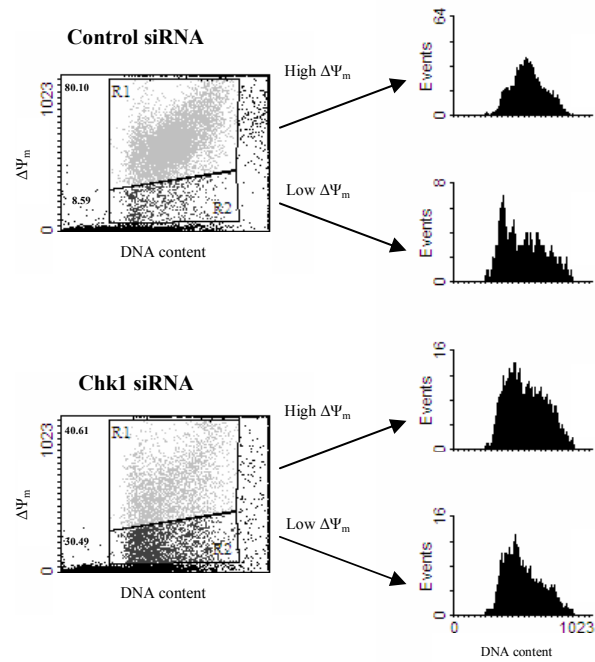 Control siRNA
80.10
R1
1023
ΔΨm
8.59
R2
0
DNA content
High ΔΨm
Low ΔΨm
64
Events
0
8
Events
0
Chk1 siRNA
40.61
R1
1023
ΔΨm
30.49
R2
0
DNA content
High ΔΨm
Low ΔΨm
16
Events
0
16
Events
0
0 1023
DNA content